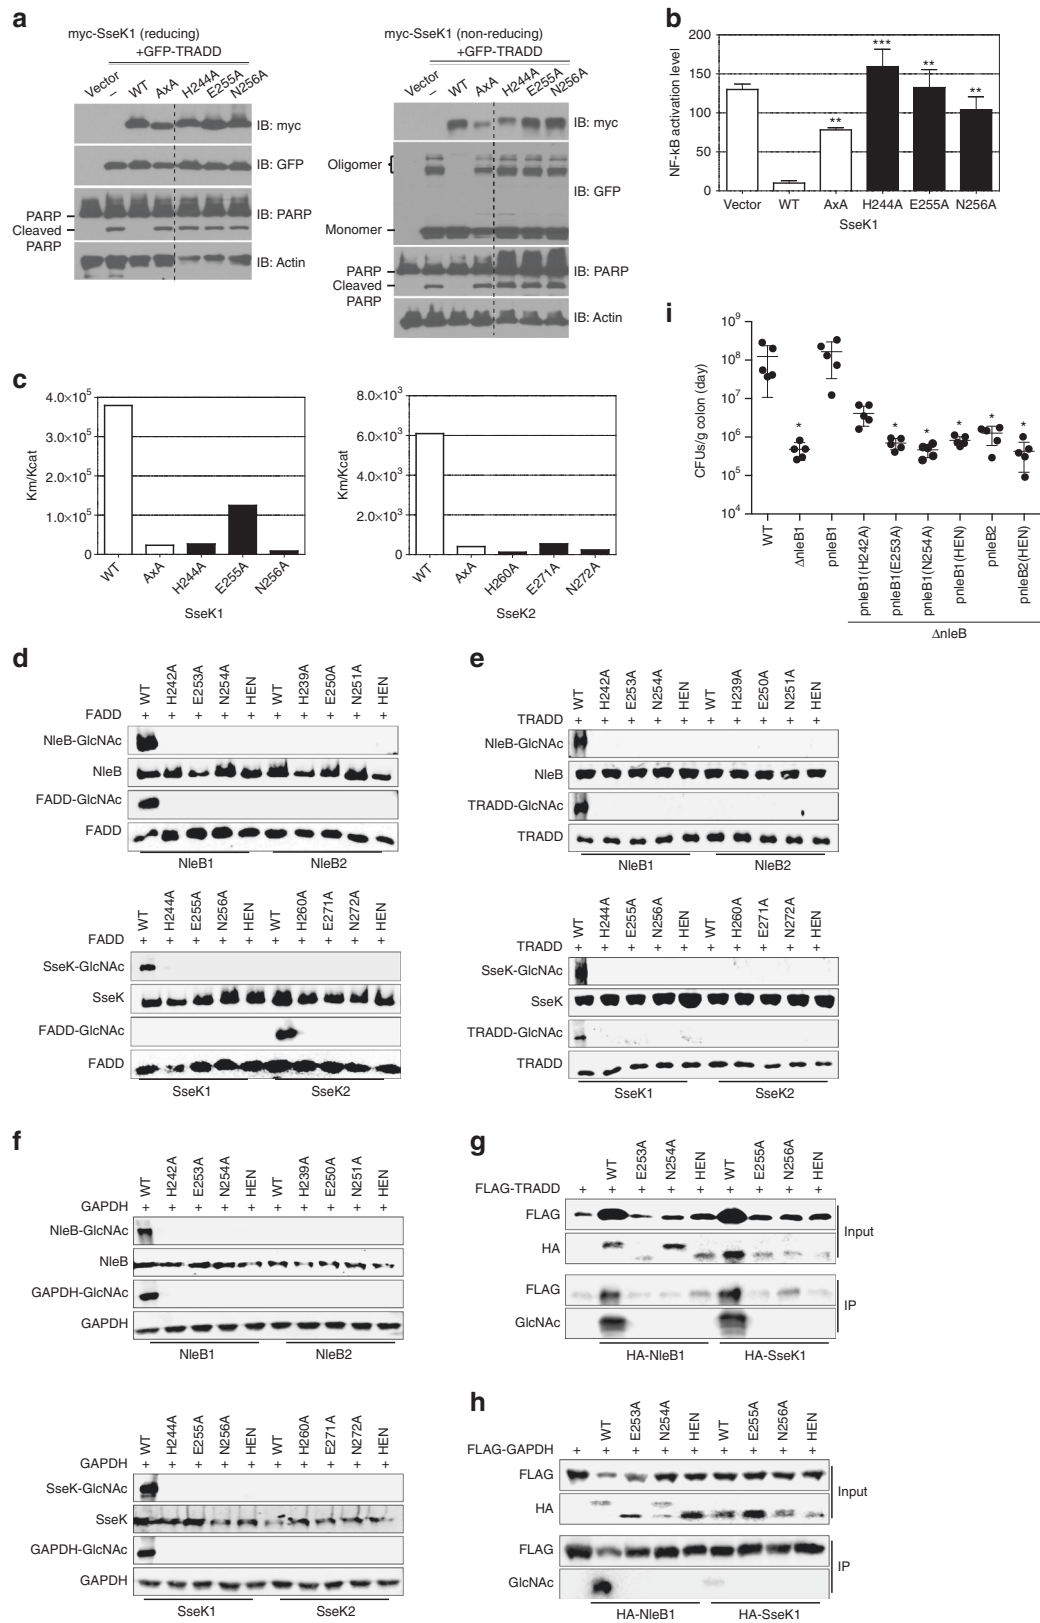 a
myc-SseK1 (reducing)
+GFP-TRADD
Vector
–
WT
AxA
H244A
E255A
N256A
IB: myc
IB: GFP
PARP
Cleaved
PARP
IB: PARP
IB: Actin
myc-SseK1 (non-reducing)
+GFP-TRADD
Vector
–
WT
AxA
H244A
E255A
N256A
IB: myc
Oligomer
IB: GFP
Monomer
PARP
Cleaved
PARP
IB: PARP
IB: Actin
b
NF-kB activation level
200
150
100
50
0
***
**
**
**
Vector WT AxA H244A E255A N256A
SseK1
c
Km/Kcat
4.0×10⁵
3.0×10⁵
2.0×10⁵
1.0×10⁵
0
WT
AxA
H244A
E255A
N256A
SseK1
Km/Kcat
8.0×10³
6.0×10³
4.0×10³
2.0×10³
0
WT
AxA
H260A
E271A
N272A
SseK2
i
CFUs/g colon (day)
10⁹
10⁸
10⁷
10⁶
10⁵
10⁴
* * * * * *
WT
ΔnleB1
pnleB1
pnleB1(H242A)
pnleB1(E253A)
pnleB1(N254A)
pnleB1(HEN)
pnleB2
pnleB2(HEN)
ΔnleB
d
WT H242A E253A N254A HEN WT H239A E250A N251A HEN
FADD + + + + + + + + + +
NleB-GlcNAc
NleB
FADD-GlcNAc
FADD
NleB1 NleB2
WT H244A E255A N256A HEN WT H260A E271A N272A HEN
FADD + + + + + + + + + +
SseK-GlcNAc
SseK
FADD-GlcNAc
FADD
SseK1 SseK2
e
WT H242A E253A N254A HEN WT H239A E250A N251A HEN
TRADD + + + + + + + + + +
NleB-GlcNAc
NleB
TRADD-GlcNAc
TRADD
NleB1 NleB2
WT H244A E255A N256A HEN WT H260A E271A N272A HEN
TRADD + + + + + + + + + +
SseK-GlcNAc
SseK
TRADD-GlcNAc
TRADD
SseK1 SseK2
f
WT H242A E253A N254A HEN WT H239A E250A N251A HEN
GAPDH + + + + + + + + + +
NleB-GlcNAc
NleB
GAPDH-GlcNAc
GAPDH
NleB1 NleB2
WT H244A E255A N256A HEN WT H260A E271A N272A HEN
GAPDH + + + + + + + + + +
SseK-GlcNAc
SseK
GAPDH-GlcNAc
GAPDH
SseK1 SseK2
g
WT E253A N254A HEN WT E255A N256A HEN
FLAG-TRADD + + + + + + + + +
FLAG
HA
Input
FLAG
GlcNAc
IP
HA-NleB1 HA-SseK1
h
WT E253A N254A HEN WT E255A N256A HEN
FLAG-GAPDH + + + + + + + + +
FLAG
HA
Input
FLAG
GlcNAc
IP
HA-NleB1 HA-SseK1